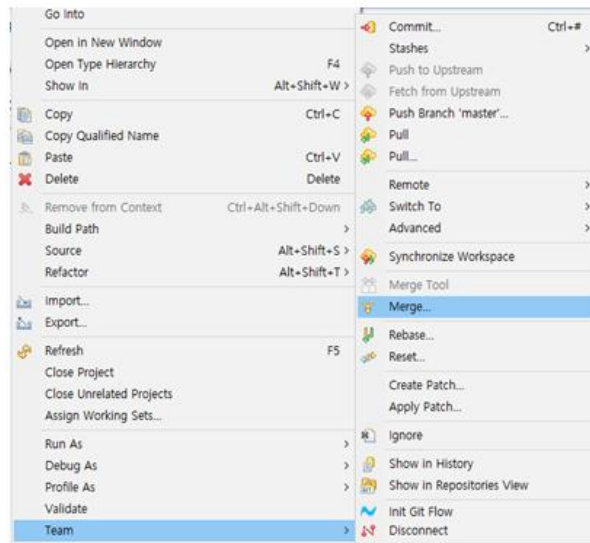 Go Into
Open in New Window
Open Type Hierarchy F4
Show In Alt+Shift+W >
Copy Ctrl+C
Copy Qualified Name
Paste Ctrl+V
Delete Delete
Remove from Context Ctrl+Alt+Shift+Down
Build Path >
Source Alt+Shift+S >
Refactor Alt+Shift+T >
Import...
Export...
Refresh F5
Close Project
Close Unrelated Projects
Assign Working Sets...
Run As >
Debug As >
Profile As >
Validate
Team >
Commit... Ctrl+#
Stashes >
Push to Upstream
Fetch from Upstream
Push Branch 'master'...
Pull
Pull...
Remote >
Switch To >
Advanced >
Synchronize Workspace
Merge Tool
Merge...
Rebase...
Reset...
Create Patch...
Apply Patch...
Ignore
Show in History
Show in Repositories View
Init Git Flow
Disconnect